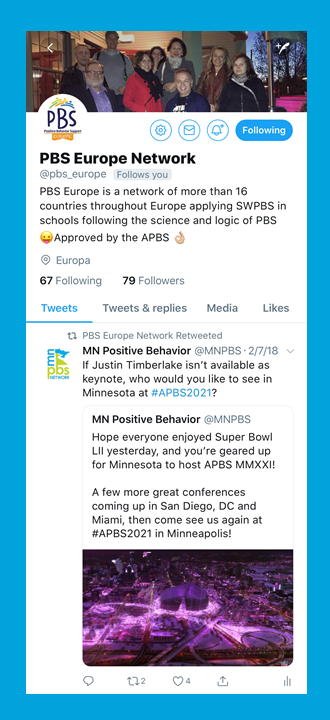 PBS
Positive Behavior Support
EUROPE
Following
PBS Europe Network
@pbs_europe Follows you
PBS Europe is a network of more than 16
countries throughout Europe applying SWPBS in
schools following the science and logic of PBS
😛Approved by the APBS 👌🏼
Europa
67 Following 79 Followers
Tweets Tweets & replies Media Likes
PBS Europe Network Retweeted
mn
pbs
NETWORK
MN Positive Behavior @MNPBS · 2/7/18
If Justin Timberlake isn't available as
keynote, who would you like to see in
Minnesota at #APBS2021?
MN Positive Behavior @MNPBS
Hope everyone enjoyed Super Bowl
LII yesterday, and you're geared up
for Minnesota to host APBS MMXXI!
A few more great conferences
coming up in San Diego, DC and
Miami, then come see us again at
#APBS2021 in Minneapolis!
2 4